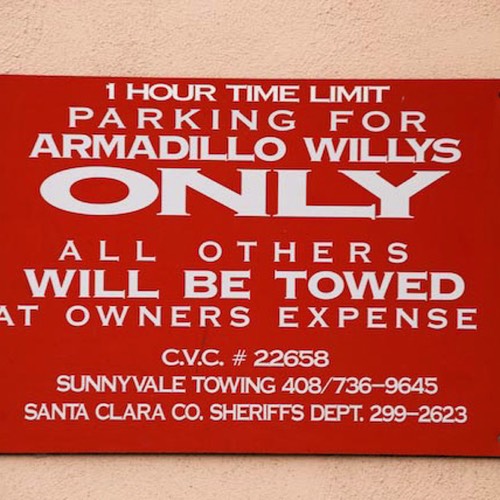 1 HOUR TIME LIMIT
PARKING FOR
ARMADILLO WILLYS
ONLY
ALL OTHERS
WILL BE TOWED
AT OWNERS EXPENSE
C.V.C. # 22658
SUNNYVALE TOWING 408/736-9645
SANTA CLARA CO. SHERIFFS DEPT. 299-2623